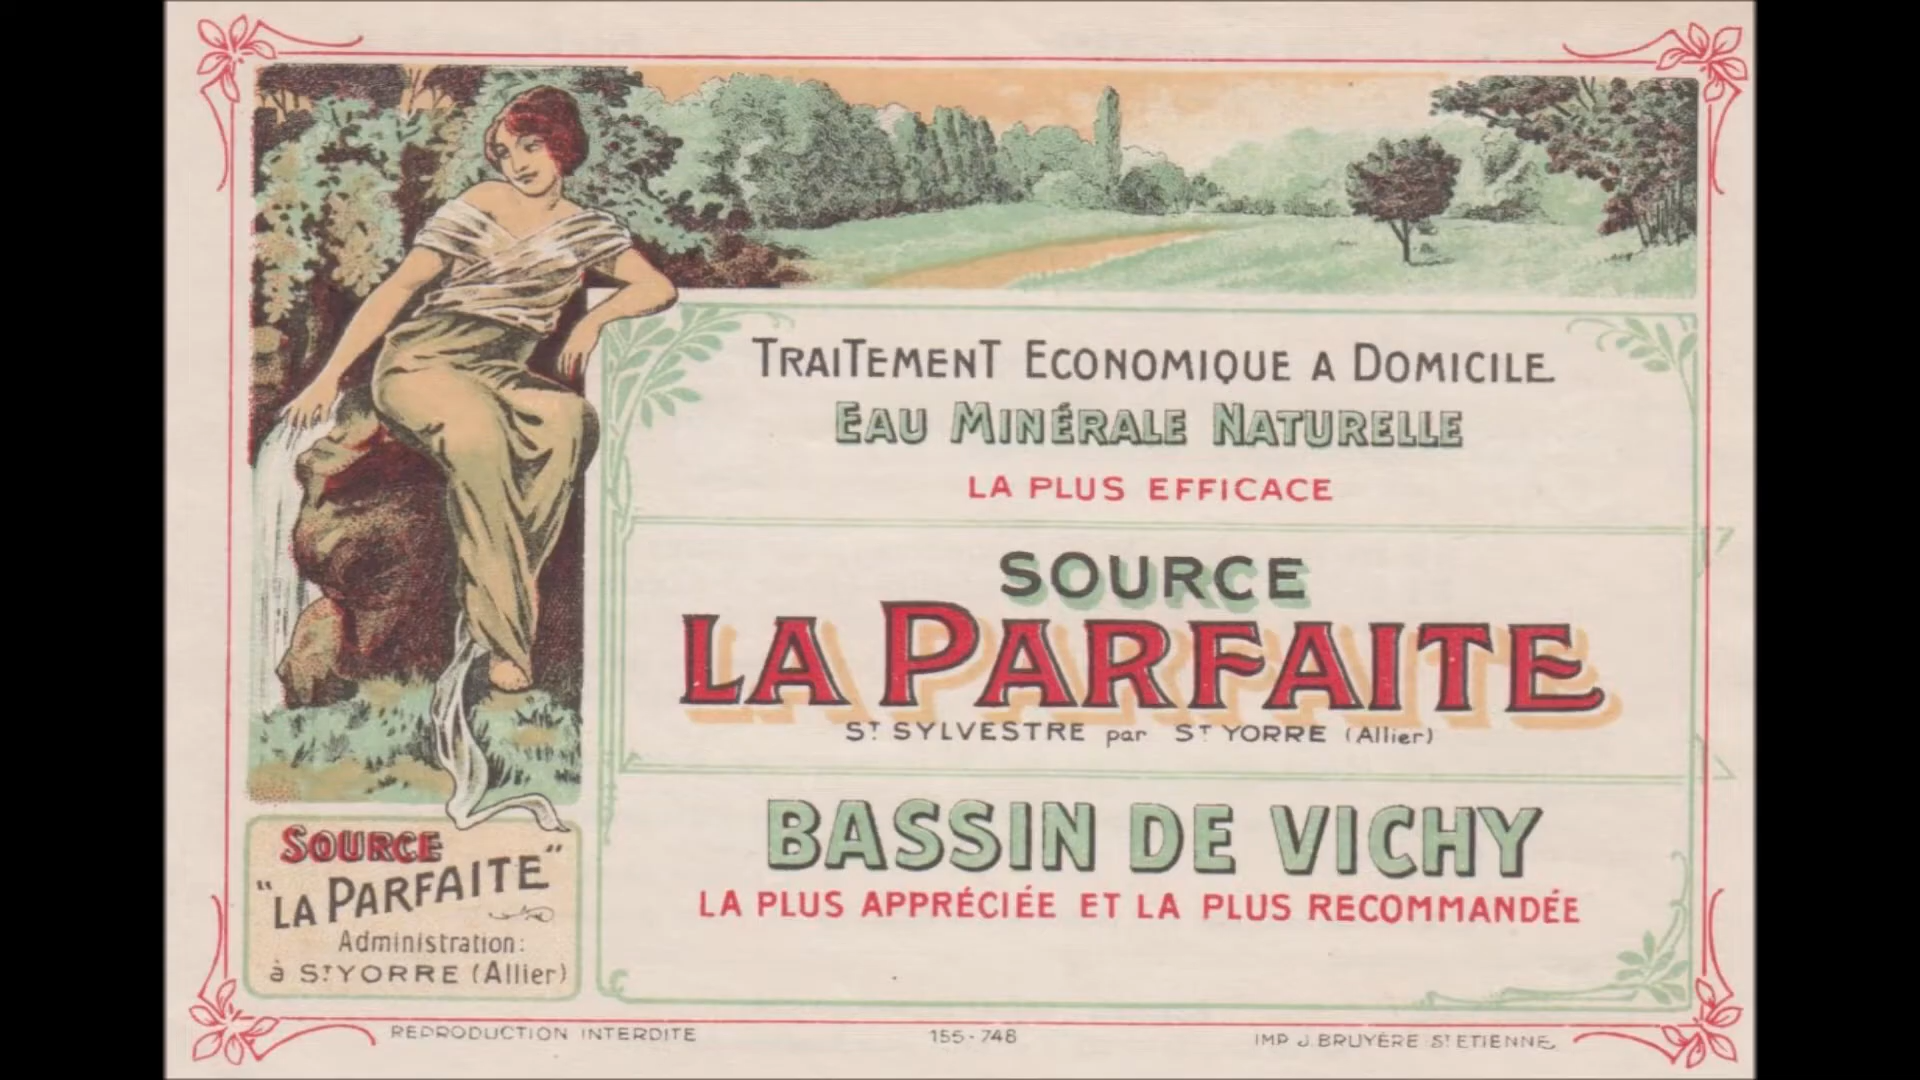 TRAITEMENT ECONOMIQUE A DOMICILE
EAU MINÉRALE NATURELLE
LA PLUS EFFICACE
SOURCE
LA PARFAITE
ST SYLVESTRE par ST YORRE (Allier)
BASSIN DE VICHY
LA PLUS APPRÉCIÉE ET LA PLUS RECOMMANDÉE
SOURCE
"LA PARFAITE"
Administration:
à ST YORRE (Allier)
REPRODUCTION INTERDITE
155-748
IMP J. BRUYÈRE ST ETIENNE